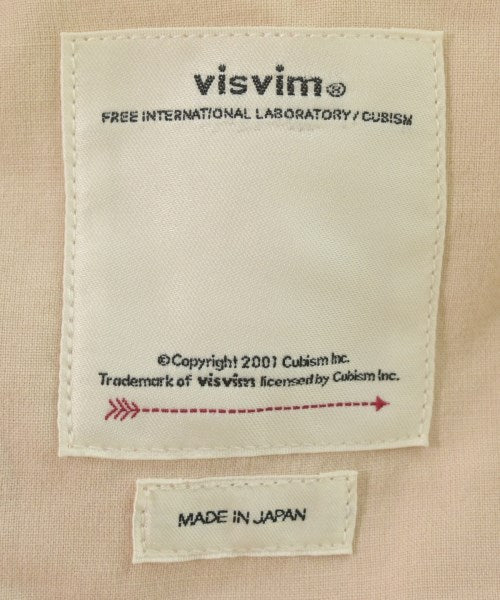 visvim®
FREE INTERNATIONAL LABORATORY / CUBISM
©Copyright 2001 Cubism Inc.
Trademark of visvim licensed by Cubism Inc.
MADE IN JAPAN